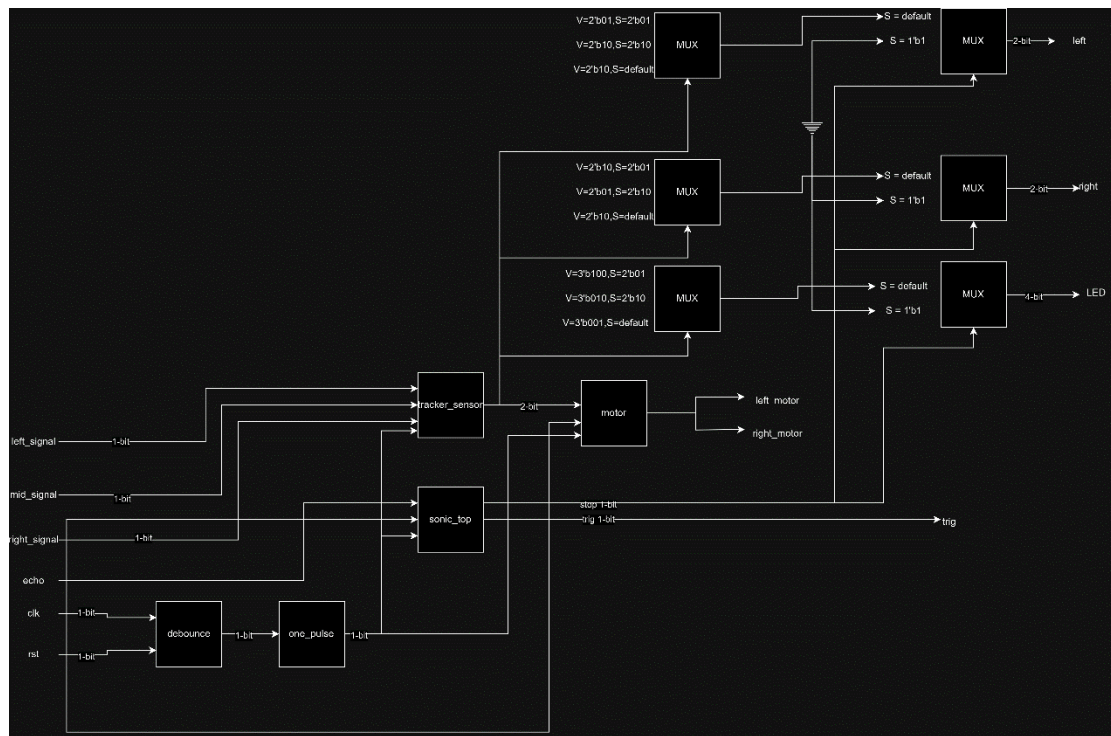 V=2'b01,S=2'b01
V=2'b10,S=2'b10
V=2'b10,S=default
MUX
S = default
S = 1'b1
MUX
2-bit
left
V=2'b10,S=2'b01
V=2'b01,S=2'b10
V=2'b10,S=default
MUX
S = default
S = 1'b1
MUX
2-bit
right
V=3'b100,S=2'b01
V=3'b010,S=2'b10
V=3'b001,S=default
MUX
S = default
S = 1'b1
MUX
4-bit
LED
tracker_sensor
2-bit
motor
left motor
right_motor
left_signal
1-bit
mid_signal
1-bit
right_signal
1-bit
sonic_top
stop 1-bit
trig 1-bit
trig
echo
clk
1-bit
rst
1-bit
debounce
1-bit
one_pulse
1-bit